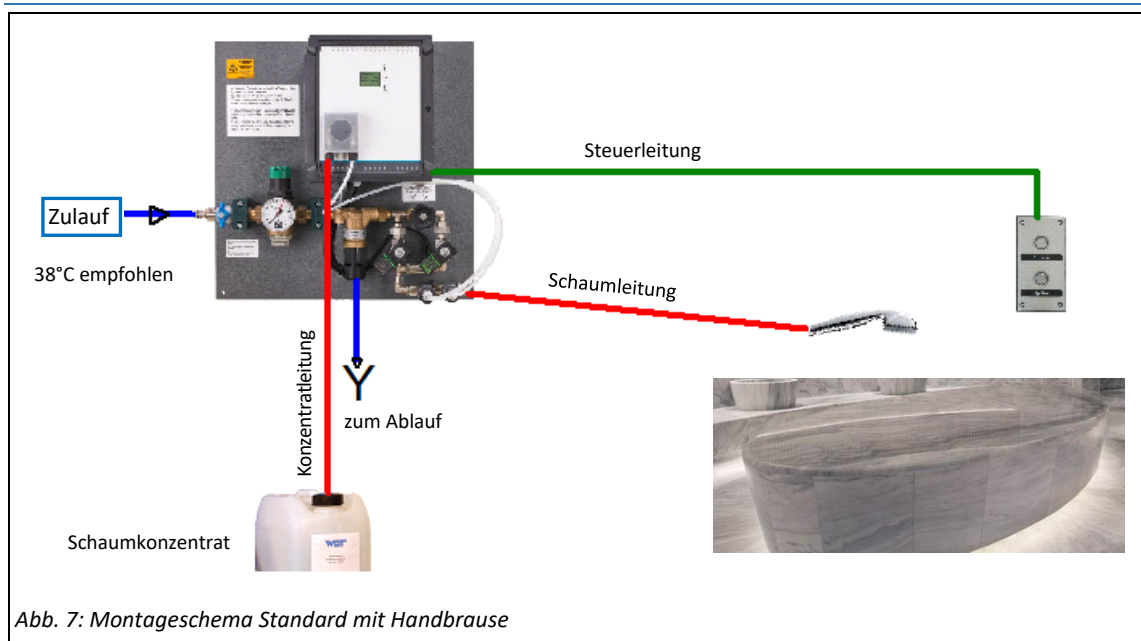 Steuerleitung
Zulauf
38°C empfohlen
Schaumleitung
Konzentratleitung
zum Ablauf
Schaumkonzentrat
Abb. 7: Montageschema Standard mit Handbrause